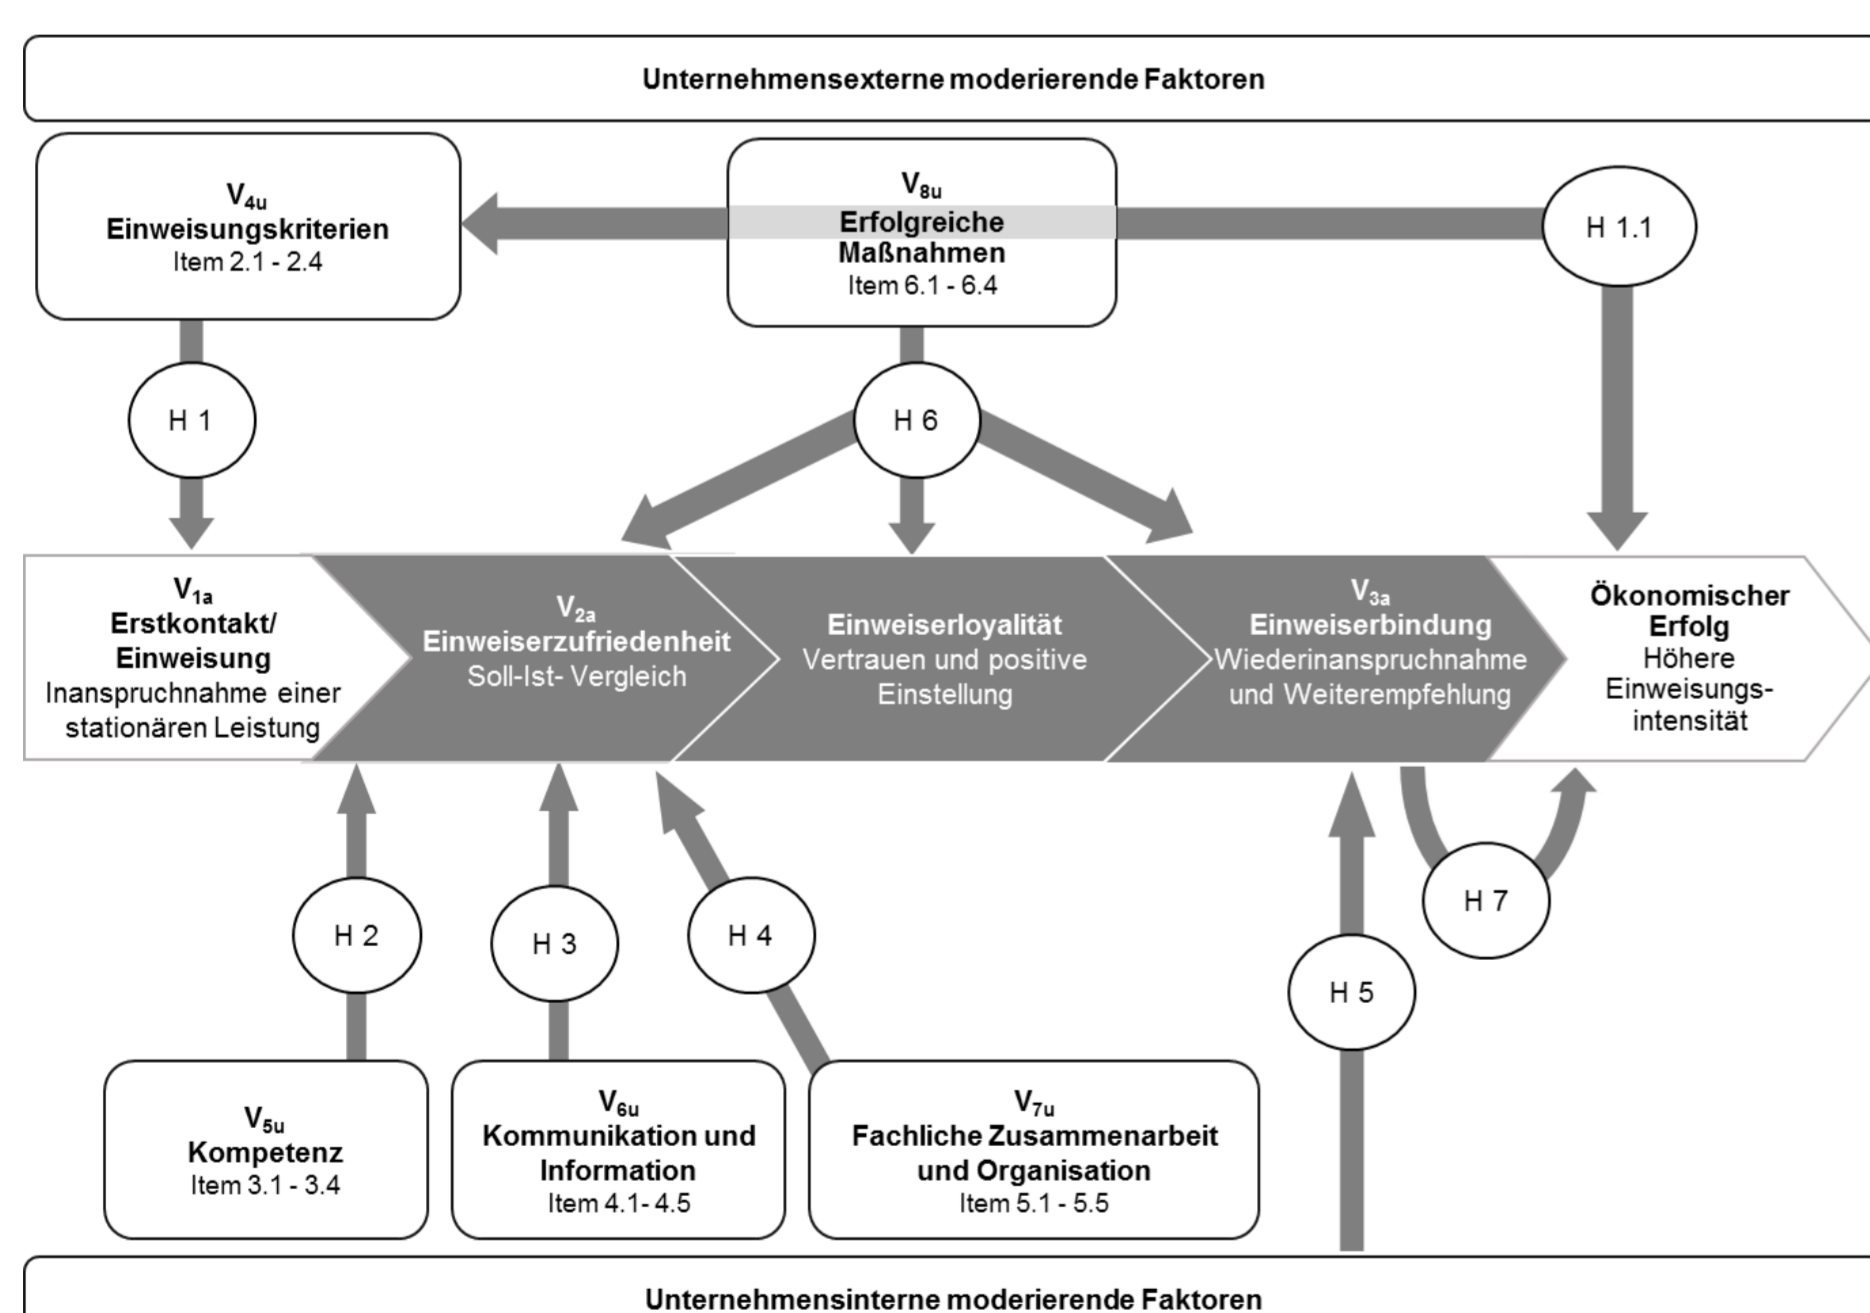 Unternehmensexterne moderierende Faktoren
V4u
Einweisungskriterien
Item 2.1 - 2.4
V8u
Erfolgreiche
Maßnahmen
Item 6.1 - 6.4
H 1.1
H 1
H 6
V1a
Erstkontakt/
Einweisung
Inanspruchnahme einer
stationären Leistung
V2a
Einweiserzufriedenheit
Soll-Ist- Vergleich
Einweiserloyalität
Vertrauen und positive
Einstellung
V3a
Einweiserbindung
Wiederinanspruchnahme
und Weiterempfehlung
Ökonomischer
Erfolg
Höhere
Einweisungs-
intensität
H 2
H 3
H 4
H 5
H 7
V5u
Kompetenz
Item 3.1 - 3.4
V6u
Kommunikation und
Information
Item 4.1- 4.5
V7u
Fachliche Zusammenarbeit
und Organisation
Item 5.1 - 5.5
Unternehmensinterne moderierende Faktoren